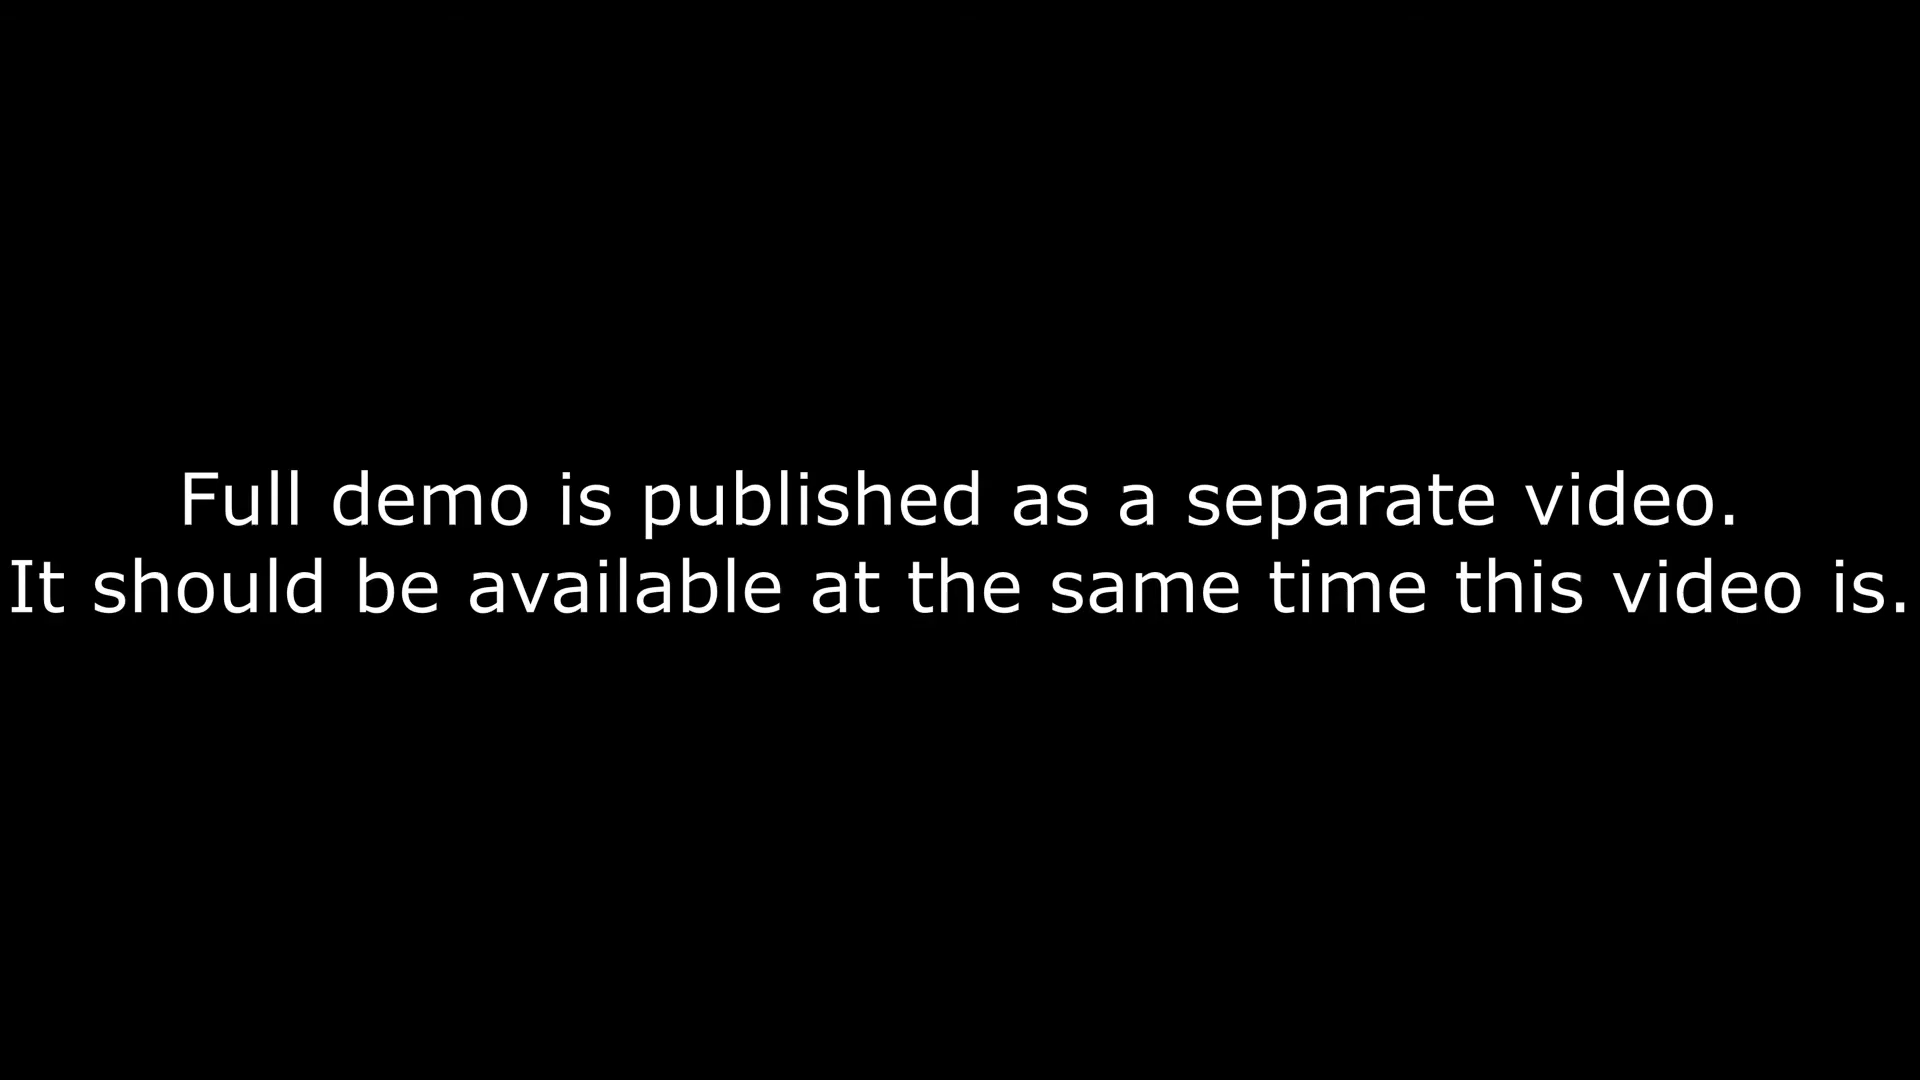 Full demo is published as a separate video.
It should be available at the same time this video is.